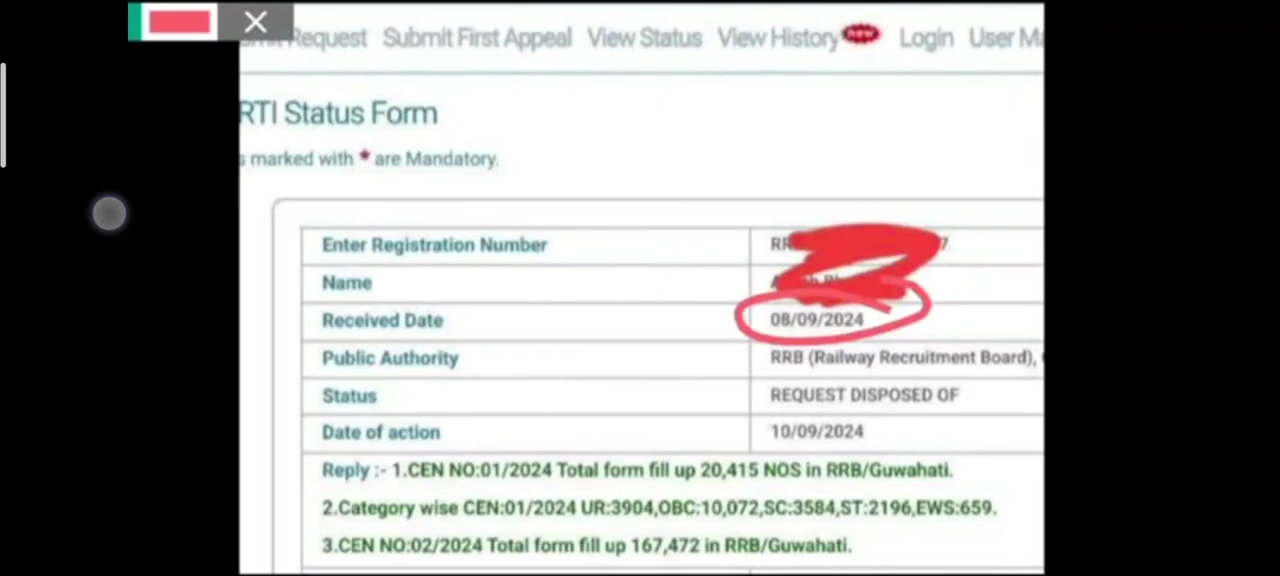 Request Submit First Appeal View Status View History new Login User
RTI Status Form
marked with * are Mandatory.
Enter Registration Number
Name
Received Date 08/09/2024
Public Authority RRB (Railway Recruitment Board),
Status REQUEST DISPOSED OF
Date of action 10/09/2024
Reply :- 1.CEN NO:01/2024 Total form fill up 20,415 NOS in RRB/Guwahati.
2.Category wise CEN:01/2024 UR:3904,OBC:10,072,SC:3584,ST:2196,EWS:659.
3.CEN NO:02/2024 Total form fill up 167,472 in RRB/Guwahati.